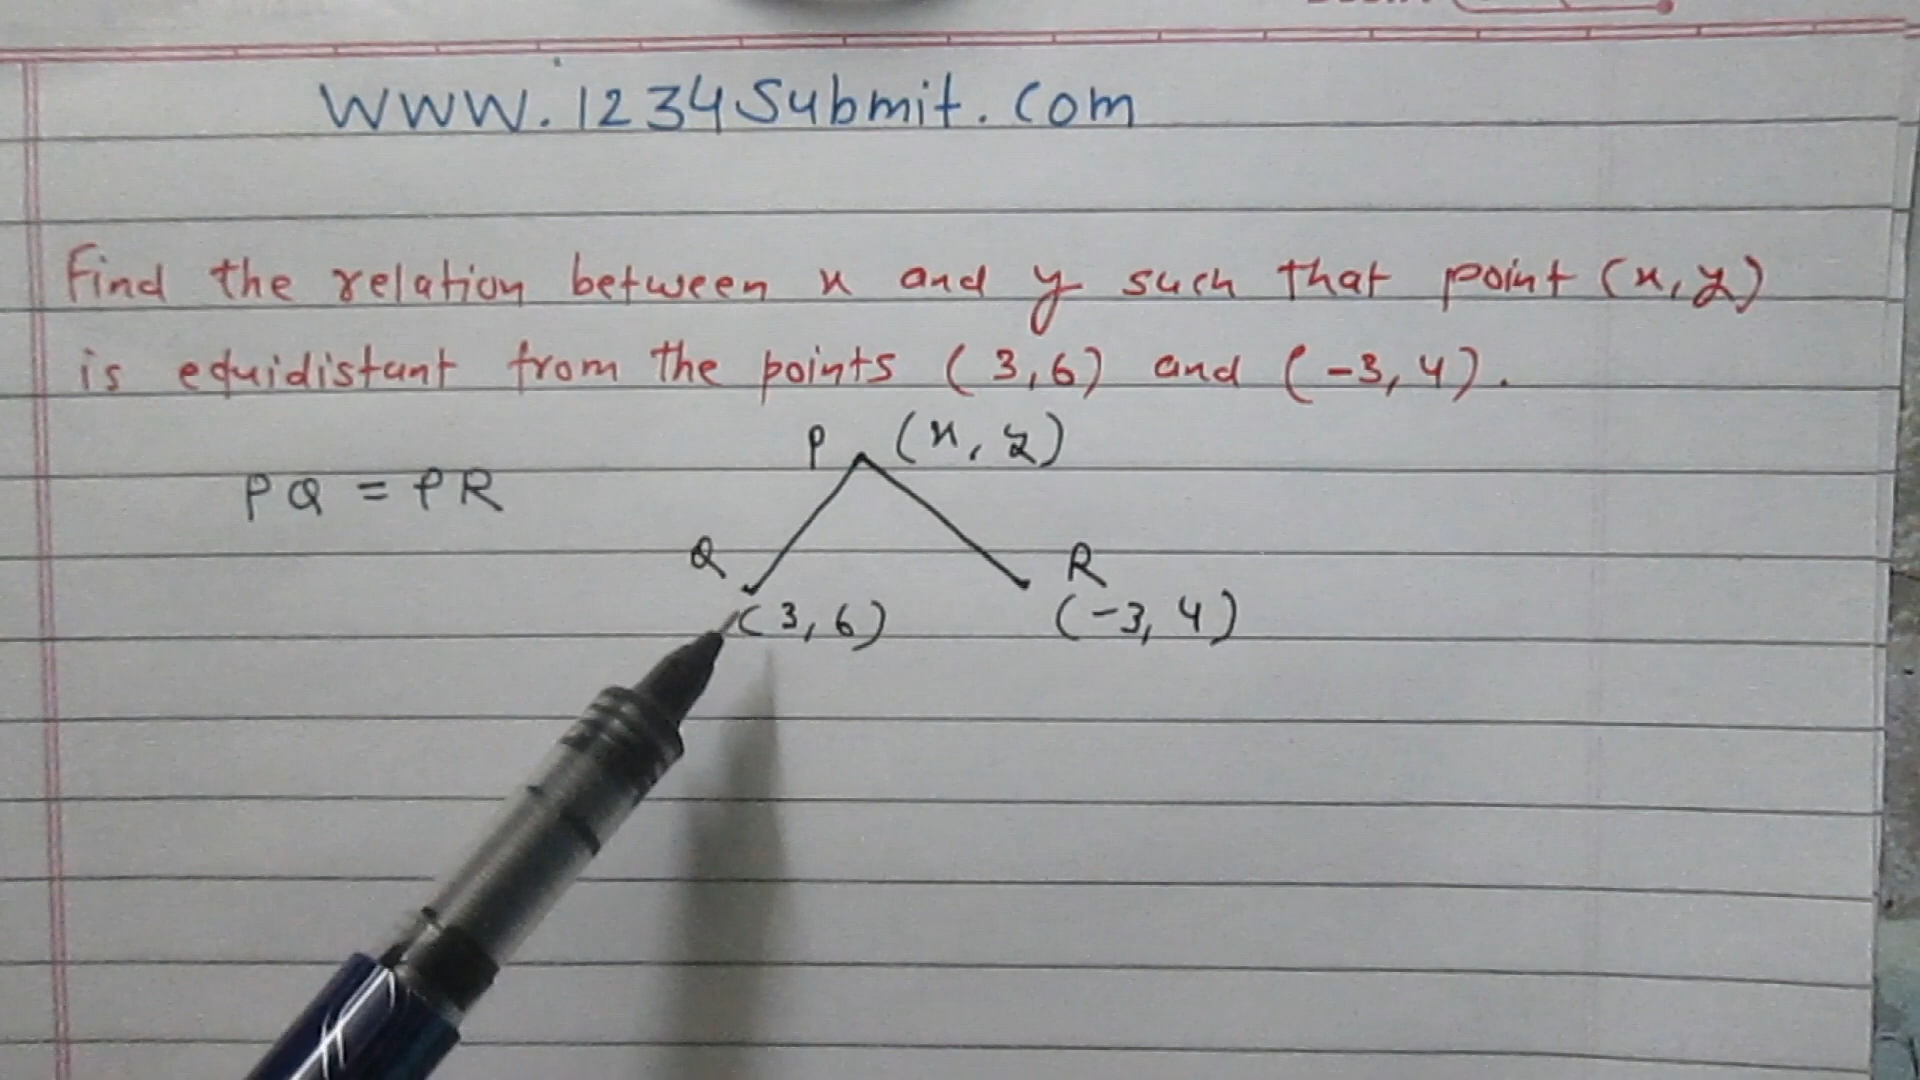 WWW.1234Submit.com
Find the relation between x and y such that point (x,y)
is equidistant from the points (3,6) and (-3,4).
P (x,y)
PQ = PR
Q R
(3,6) (-3,4)